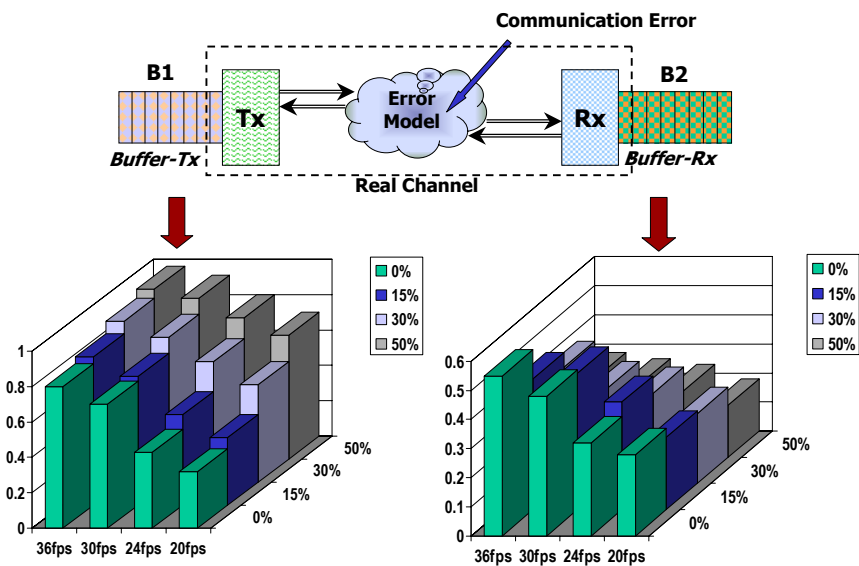 Communication Error
B1
B2
Tx
Error
Model
Rx
Buffer-Tx
Buffer-Rx
Real Channel
0%
15%
30%
50%
1
0.8
0.6
0.4
0.2
0
36fps 30fps 24fps 20fps
0%
15%
30%
50%
0%
15%
30%
50%
0.6
0.5
0.4
0.3
0.2
0.1
0
36fps 30fps 24fps 20fps
0%
15%
30%
50%